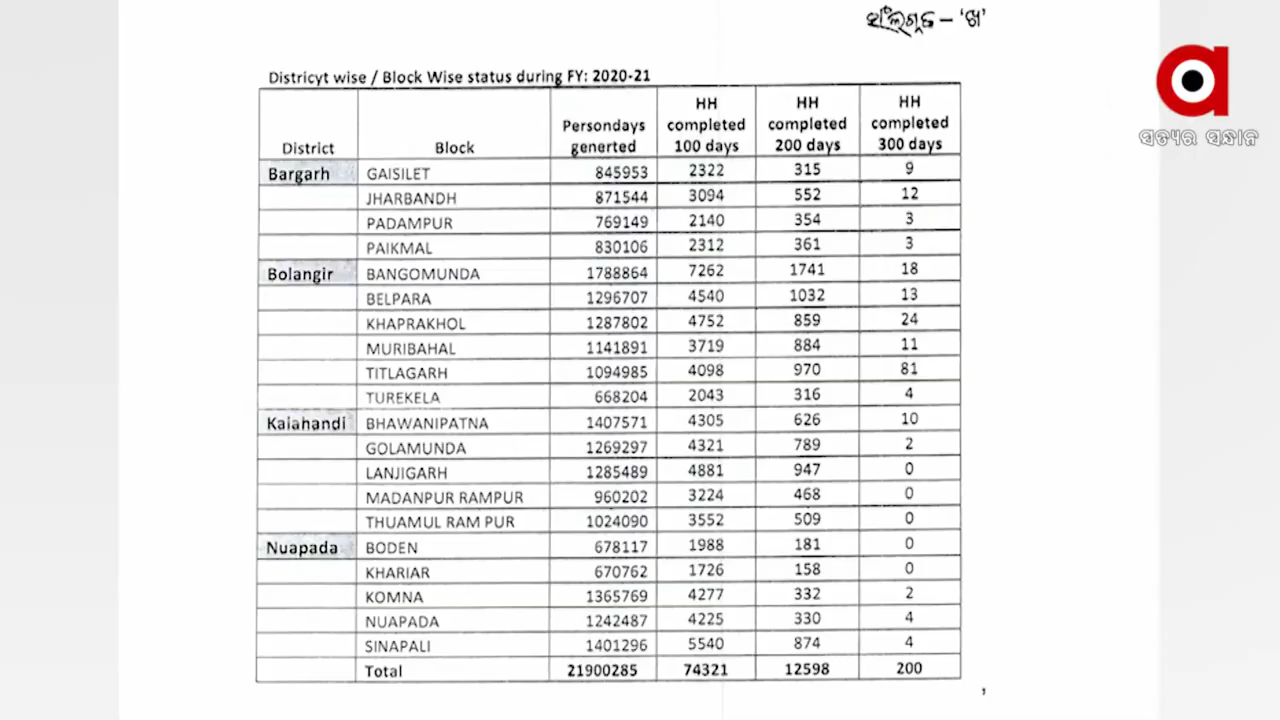 ସଂଲଗ୍ନକ – 'ଖ'
ସତ୍ୟର ସନ୍ଧାନ
Districyt wise / Block Wise status during FY: 2020-21
District Block Persondays generted HH completed 100 days HH completed 200 days HH completed 300 days
Bargarh GAISILET 845953 2322 315 9
JHARBANDH 871544 3094 552 12
PADAMPUR 769149 2140 354 3
PAIKMAL 830106 2312 361 3
Bolangir BANGOMUNDA 1788864 7262 1741 18
BELPARA 1296707 4540 1032 13
KHAPRAKHOL 1287802 4752 859 24
MURIBAHAL 1141891 3719 884 11
TITLAGARH 1094985 4098 970 81
TUREKELA 668204 2043 316 4
Kalahandi BHAWANIPATNA 1407571 4305 626 10
GOLAMUNDA 1269297 4321 789 2
LANJIGARH 1285489 4881 947 0
MADANPUR RAMPUR 960202 3224 468 0
THUAMUL RAM PUR 1024090 3552 509 0
Nuapada BODEN 678117 1988 181 0
KHARIAR 670762 1726 158 0
KOMNA 1365769 4277 332 2
NUAPADA 1242487 4225 330 4
SINAPALI 1401296 5540 874 4
Total 21900285 74321 12598 200